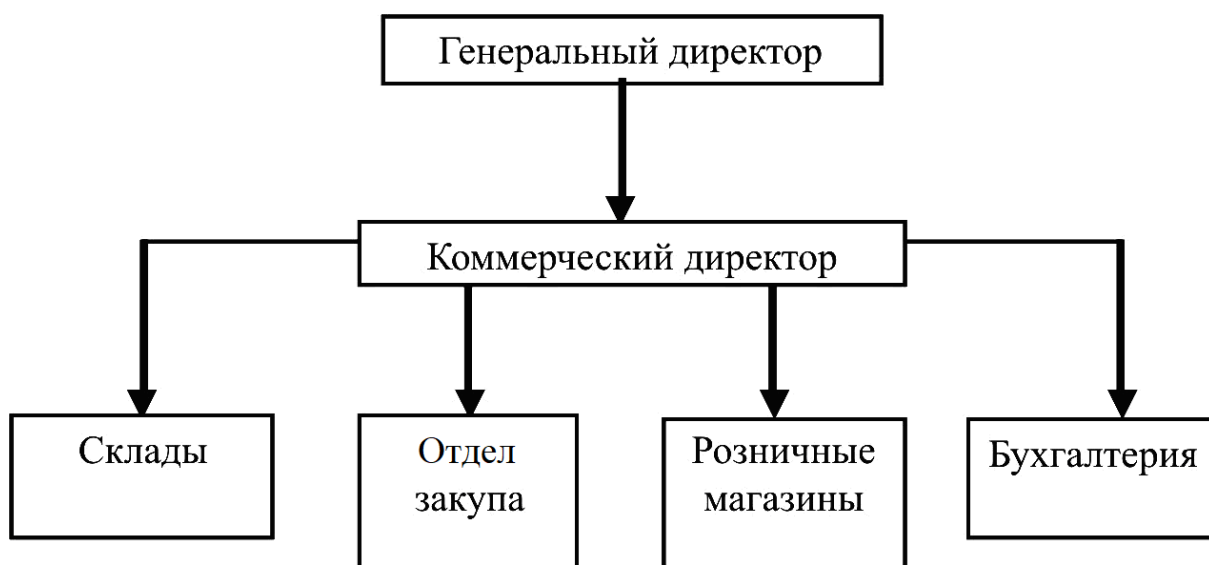 Генеральный директор
Коммерческий директор
Склады
Отдел
закупа
Розничные
магазины
Бухгалтерия